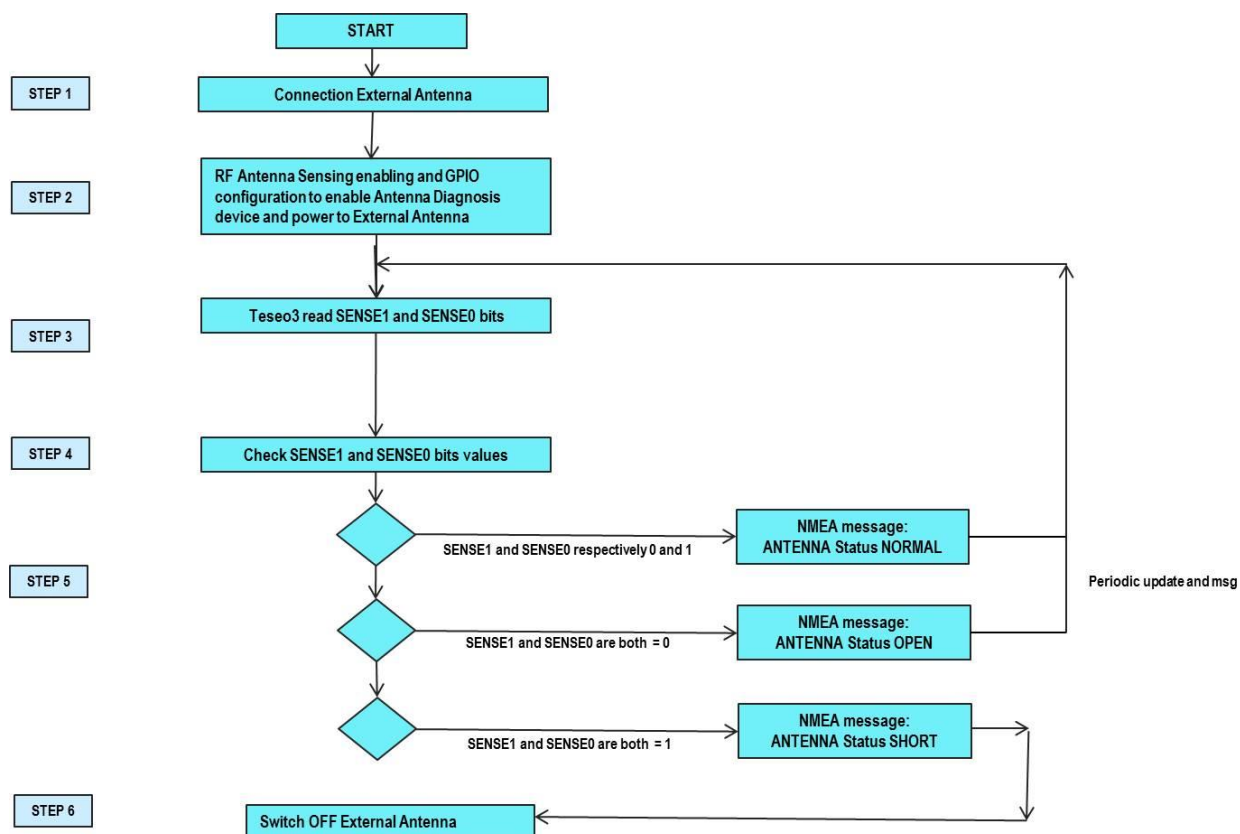 START
STEP 1
Connection External Antenna
STEP 2
RF Antenna Sensing enabling and GPIO
configuration to enable Antenna Diagnosis
device and power to External Antenna
STEP 3
Teseo3 read SENSE1 and SENSE0 bits
STEP 4
Check SENSE1 and SENSE0 bits values
SENSE1 and SENSE0 respectively 0 and 1
NMEA message:
ANTENNA Status NORMAL
STEP 5
Periodic update and msg
SENSE1 and SENSE0 are both = 0
NMEA message:
ANTENNA Status OPEN
SENSE1 and SENSE0 are both = 1
NMEA message:
ANTENNA Status SHORT
STEP 6
Switch OFF External Antenna